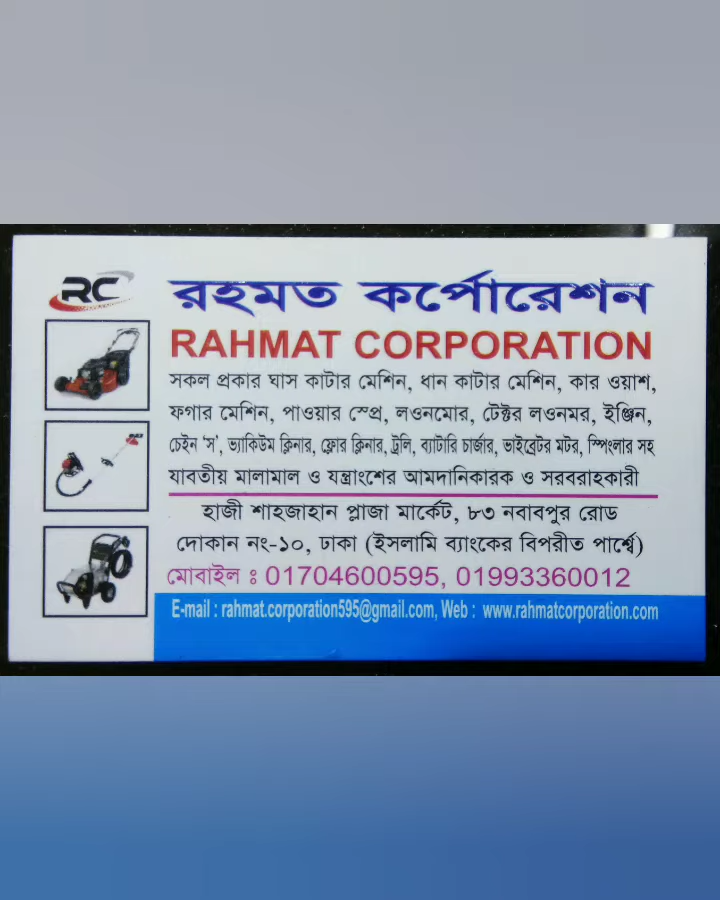 RC
রহমত কর্পোরেশন
RAHMAT CORPORATION
সকল প্রকার ঘাস কাটার মেশিন, ধান কাটার মেশিন, কার ওয়াশ,
ফগার মেশিন, পাওয়ার স্প্রে, লওনমোর, টেক্টর লওনমর, ইঞ্জিন,
চেইন 'স', ভ্যাকিউম ক্লিনার, ফ্লোর ক্লিনার, ট্রলি, ব্যাটারি চার্জার, ভাইব্রেটর মটর, স্পিংলার সহ
যাবতীয় মালামাল ও যন্ত্রাংশের আমদানিকারক ও সরবরাহকারী
হাজী শাহজাহান প্লাজা মার্কেট, ৮৩ নবাবপুর রোড
দোকান নং-১০, ঢাকা (ইসলামি ব্যাংকের বিপরীত পার্শ্বে)
মোবাইল ঃ 01704600595, 01993360012
E-mail : rahmat.corporation595@gmail.com, Web : www.rahmatcorporation.com